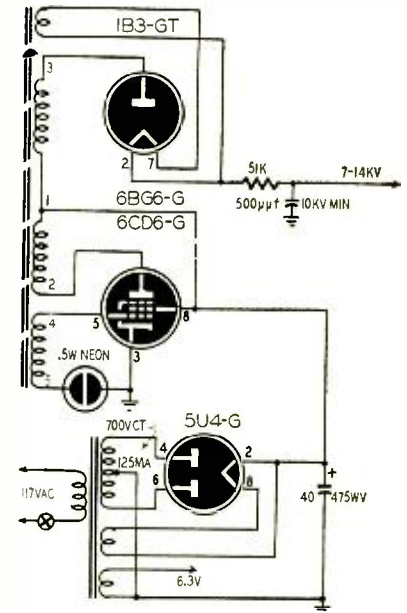 1B3-GT
3
2
7
51K
7-14KV
500µµf
10KV MIN
1
6BG6-G
6CD6-G
2
4
5
8
3
.5W NEON
700VCT
5U4-G
4
2
125MA
6
8
+
117VAC
40
475WV
6.3V